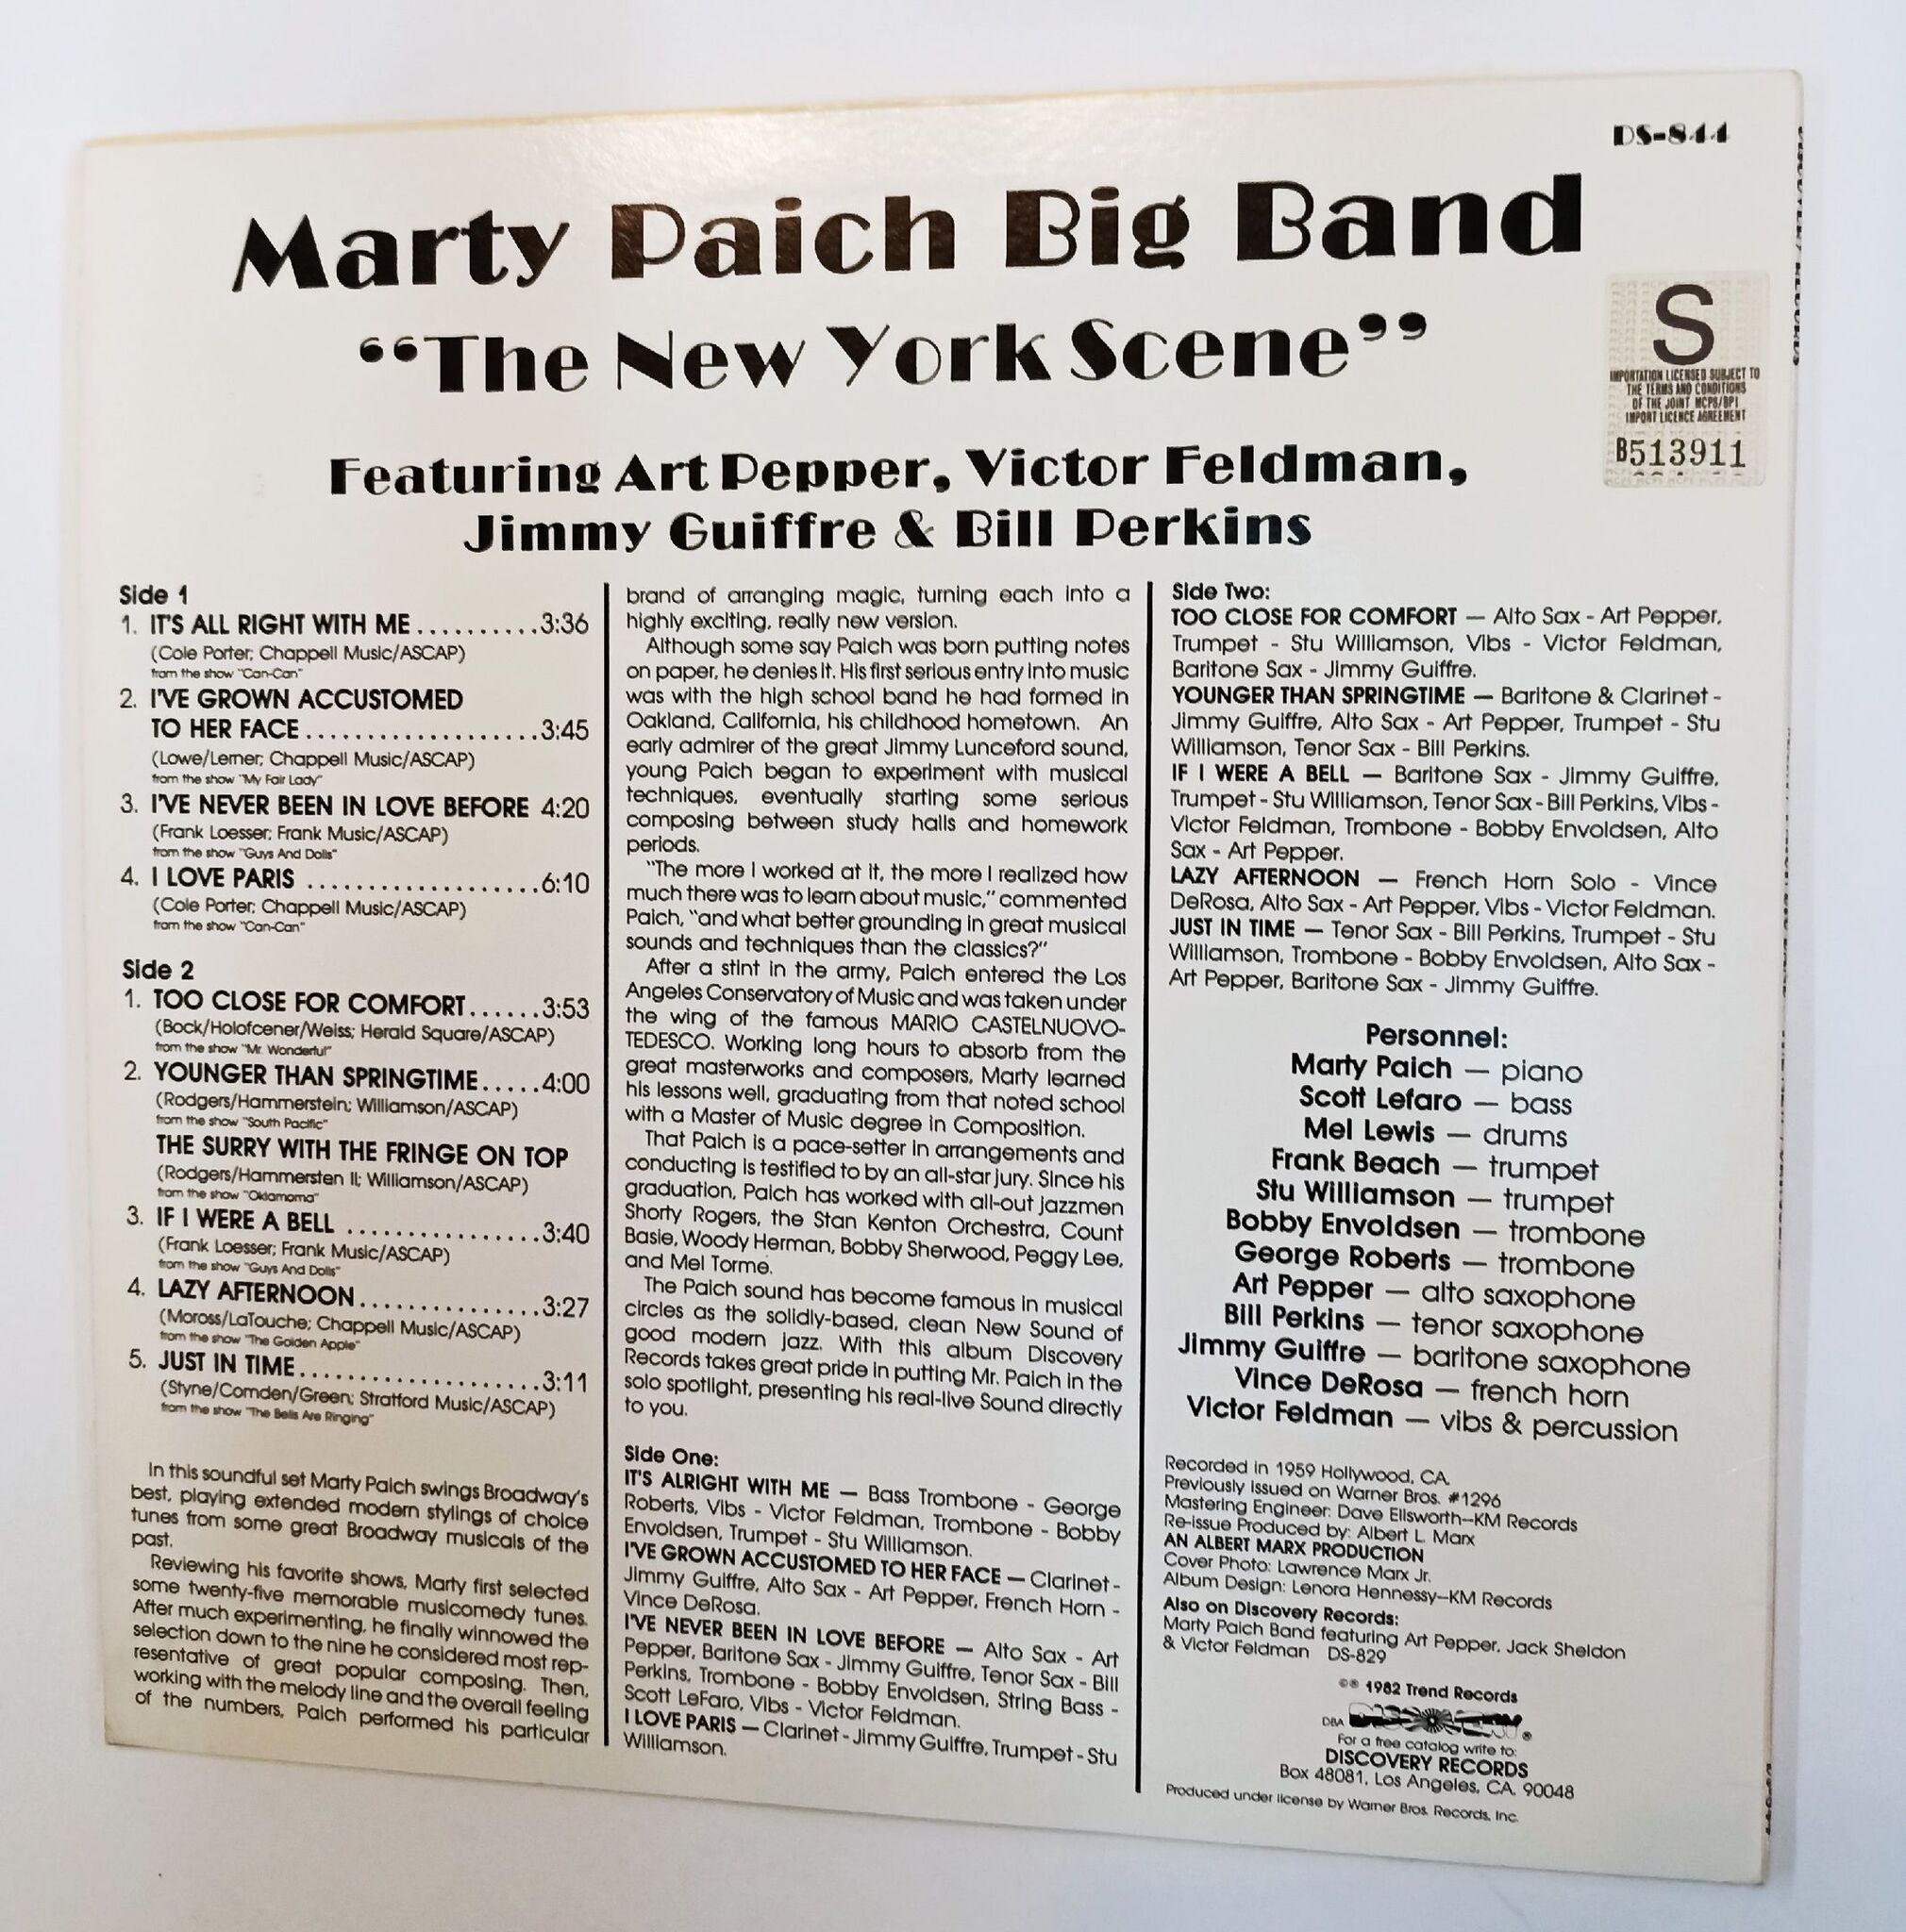 DS-844
Marty Paich Big Band
“The New York Scene”
S
IMPORTATION LICENSED SUBJECT TO
THE TERMS AND CONDITIONS
OF THE JOINT MCPS/BPI
IMPORT LICENCE AGREEMENT
B513911
Featuring Art Pepper, Victor Feldman,
Jimmy Guiffre & Bill Perkins
Side 1
1. IT'S ALL RIGHT WITH ME..........3:36
(Cole Porter; Chappell Music/ASCAP)
from the show "Can-Can"
2. I'VE GROWN ACCUSTOMED
TO HER FACE...................3:45
(Lowe/Lerner; Chappell Music/ASCAP)
from the show "My Fair Lady"
3. I'VE NEVER BEEN IN LOVE BEFORE 4:20
(Frank Loesser; Frank Music/ASCAP)
from the show "Guys And Dolls"
4. I LOVE PARIS ...................6:10
(Cole Porter; Chappell Music/ASCAP)
from the show "Can-Can"
Side 2
1. TOO CLOSE FOR COMFORT......3:53
(Bock/Holofcener/Weiss; Herald Square/ASCAP)
from the show "Mr. Wonderful"
2. YOUNGER THAN SPRINGTIME.....4:00
(Rodgers/Hammerstein; Williamson/ASCAP)
from the show "South Pacific"
THE SURRY WITH THE FRINGE ON TOP
(Rodgers/Hammersten II; Williamson/ASCAP)
from the show "Oklamoma"
3. IF I WERE A BELL ................3:40
(Frank Loesser; Frank Music/ASCAP)
from the show "Guys And Dolls"
4. LAZY AFTERNOON...............3:27
(Moross/LaTouche; Chappell Music/ASCAP)
from the show "The Golden Apple"
5. JUST IN TIME....................3:11
(Styne/Comden/Green; Stratford Music/ASCAP)
from the show "The Bells Are Ringing"
In this soundful set Marty Paich swings Broadway's
best, playing extended modern stylings of choice
tunes from some great Broadway musicals of the
past.
Reviewing his favorite shows, Marty first selected
some twenty-five memorable musicomedy tunes.
After much experimenting, he finally winnowed the
selection down to the nine he considered most rep-
resentative of great popular composing. Then,
working with the melody line and the overall feeling
of the numbers, Paich performed his particular
brand of arranging magic, turning each into a
highly exciting, really new version.
Although some say Paich was born putting notes
on paper, he denies it. His first serious entry into music
was with the high school band he had formed in
Oakland, California, his childhood hometown. An
early admirer of the great Jimmy Lunceford sound,
young Paich began to experiment with musical
techniques, eventually starting some serious
composing between study halls and homework
periods.
"The more I worked at it, the more I realized how
much there was to learn about music," commented
Paich, "and what better grounding in great musical
sounds and techniques than the classics?"
After a stint in the army, Paich entered the Los
Angeles Conservatory of Music and was taken under
the wing of the famous MARIO CASTELNUOVO-
TEDESCO. Working long hours to absorb from the
great masterworks and composers, Marty learned
his lessons well, graduating from that noted school
with a Master of Music degree in Composition.
That Paich is a pace-setter in arrangements and
conducting is testified to by an all-star jury. Since his
graduation, Paich has worked with all-out jazzmen
Shorty Rogers, the Stan Kenton Orchestra, Count
Basie, Woody Herman, Bobby Sherwood, Peggy Lee,
and Mel Torme.
The Paich sound has become famous in musical
circles as the solidly-based, clean New Sound of
good modern jazz. With this album Discovery
Records takes great pride in putting Mr. Paich in the
solo spotlight, presenting his real-live Sound directly
to you.
Side One:
IT'S ALRIGHT WITH ME — Bass Trombone - George
Roberts, Vibs - Victor Feldman, Trombone - Bobby
Envoldsen, Trumpet - Stu Willliamson.
I'VE GROWN ACCUSTOMED TO HER FACE — Clarinet -
Jimmy Guiffre, Alto Sax - Art Pepper, French Horn -
Vince DeRosa.
I'VE NEVER BEEN IN LOVE BEFORE — Alto Sax - Art
Pepper, Baritone Sax - Jimmy Guiffre, Tenor Sax - Bill
Perkins, Trombone - Bobby Envoldsen, String Bass -
Scott LeFaro, Vibs - Victor Feldman.
I LOVE PARIS — Clarinet - Jimmy Guiffre, Trumpet - Stu
Williamson.
Side Two:
TOO CLOSE FOR COMFORT — Alto Sax - Art Pepper,
Trumpet - Stu Williamson, Vibs - Victor Feldman,
Baritone Sax - Jimmy Guiffre.
YOUNGER THAN SPRINGTIME — Baritone & Clarinet -
Jimmy Guiffre, Alto Sax - Art Pepper, Trumpet - Stu
Williamson, Tenor Sax - Bill Perkins.
IF I WERE A BELL — Baritone Sax - Jimmy Guiffre,
Trumpet - Stu Williamson, Tenor Sax - Bill Perkins, Vibs -
Victor Feldman, Trombone - Bobby Envoldsen, Alto
Sax - Art Pepper.
LAZY AFTERNOON — French Horn Solo - Vince
DeRosa, Alto Sax - Art Pepper, Vibs - Victor Feldman.
JUST IN TIME — Tenor Sax - Bill Perkins, Trumpet - Stu
Williamson, Trombone - Bobby Envoldsen, Alto Sax -
Art Pepper, Baritone Sax - Jimmy Guiffre.
Personnel:
Marty Paich — piano
Scott Lefaro — bass
Mel Lewis — drums
Frank Beach — trumpet
Stu Williamson — trumpet
Bobby Envoldsen — trombone
George Roberts — trombone
Art Pepper — alto saxophone
Bill Perkins — tenor saxophone
Jimmy Guiffre — baritone saxophone
Vince DeRosa — french horn
Victor Feldman — vibs & percussion
Recorded in 1959 Hollywood, CA.
Previously Issued on Warner Bros. #1296
Mastering Engineer: Dave Ellsworth—KM Records
Re-issue Produced by: Albert L. Marx
AN ALBERT MARX PRODUCTION
Cover Photo: Lawrence Marx Jr.
Album Design: Lenora Hennessy—KM Records
Also on Discovery Records:
Marty Paich Band featuring Art Pepper, Jack Sheldon
& Victor Feldman DS-829
©℗ 1982 Trend Records
DBA DISCOVERY ®
For a free catalog write to:
DISCOVERY RECORDS
Box 48081, Los Angeles, CA. 90048
Produced under license by Warner Bros. Records, Inc.